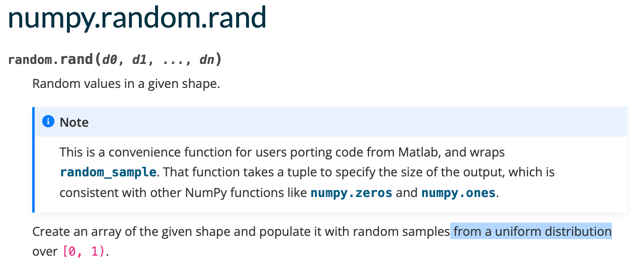 numpy.random.rand
random.rand(d0, d1, ..., dn)
Random values in a given shape.
Note
This is a convenience function for users porting code from Matlab, and wraps
random_sample. That function takes a tuple to specify the size of the output, which is
consistent with other NumPy functions like numpy.zeros and numpy.ones.
Create an array of the given shape and populate it with random samples from a uniform distribution
over [0, 1).